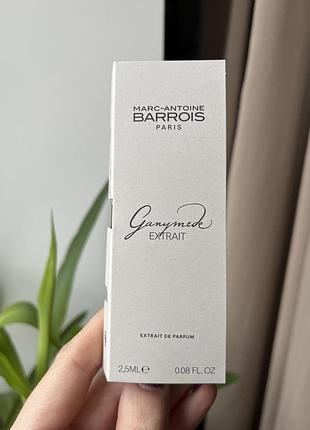 MARC-ANTOINE
BARROIS
PARIS
Ganymede
EXTRAIT
EXTRAIT DE PARFUM
2,5ML℮ 0.08 FL. OZ